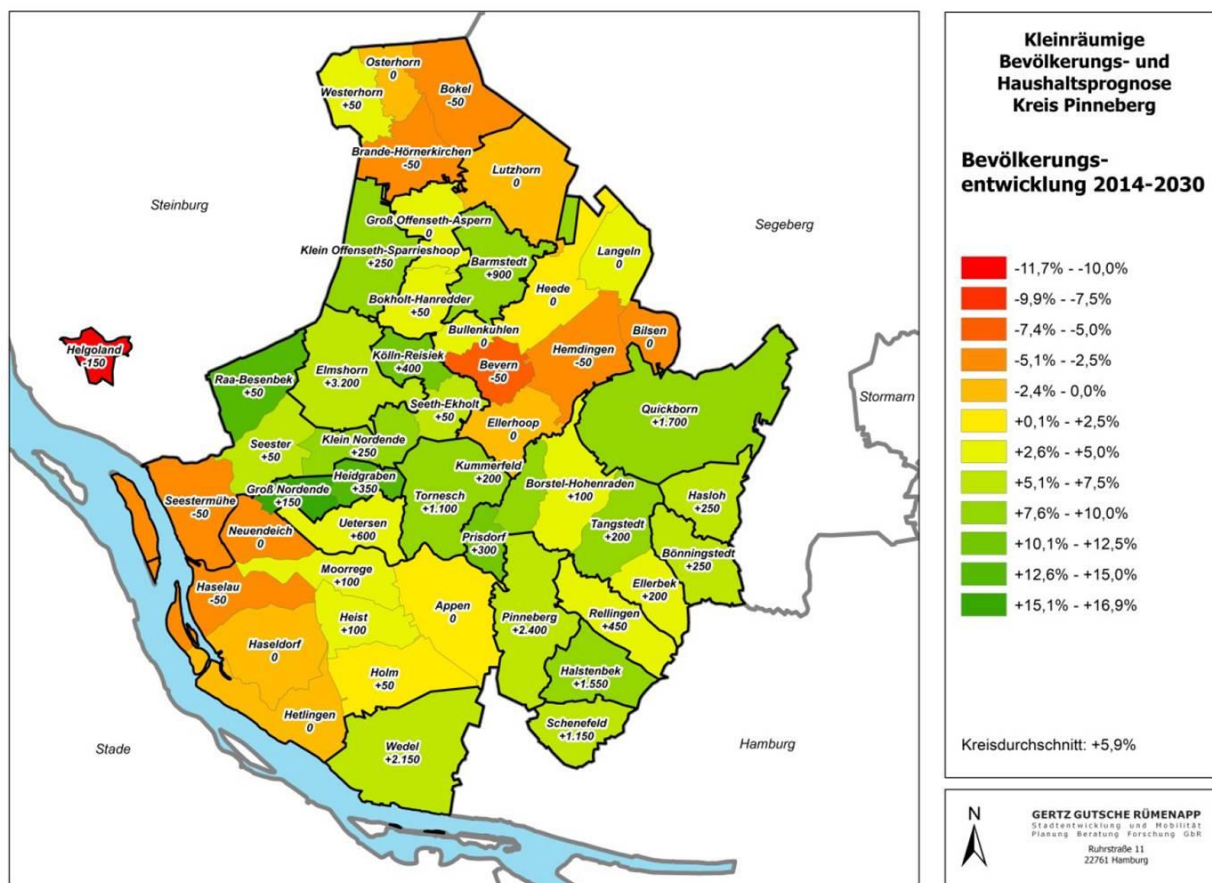 Osterhorn
0
Westerhorn
+50
Bokel
-50
Brande-Hörnerkirchen
-50
Lutzhorn
0
Steinburg
Segeberg
Groß Offenseth-Aspern
0
Klein Offenseth-Sparrieshoop
+250
Barmstedt
+900
Langeln
0
Heede
0
Bokholt-Hanredder
+50
Bullenkuhlen
0
Bilsen
0
Hemdingen
-50
Helgoland
-150
Elmshorn
+3.200
Kölln-Reisiek
+400
Bevern
-50
Raa-Besenbek
+50
Seeth-Ekholt
+50
Quickborn
+1.700
Stormarn
Ellerhoop
0
Seester
+50
Klein Nordende
+250
Kummerfeld
+200
Heidgraben
+350
Groß Nordende
+150
Seestermühe
-50
Tornesch
+1.100
Borstel-Hohenraden
+100
Hasloh
+250
Neuendeich
0
Uetersen
+600
Prisdorf
+300
Tangstedt
+200
Bönningstedt
+250
Moorrege
+100
Haselau
-50
Appen
0
Ellerbek
+200
Rellingen
+450
Heist
+100
Pinneberg
+2.400
Haseldorf
0
Holm
+50
Halstenbek
+1.550
Hetlingen
0
Schenefeld
+1.150
Wedel
+2.150
Stade
Hamburg
Kleinräumige
Bevölkerungs- und
Haushaltsprognose
Kreis Pinneberg
Bevölkerungs-
entwicklung 2014-2030
-11,7% - -10,0%
-9,9% - -7,5%
-7,4% - -5,0%
-5,1% - -2,5%
-2,4% - 0,0%
+0,1% - +2,5%
+2,6% - +5,0%
+5,1% - +7,5%
+7,6% - +10,0%
+10,1% - +12,5%
+12,6% - +15,0%
+15,1% - +16,9%
Kreisdurchschnitt: +5,9%
N
GERTZ GUTSCHE RÜMENAPP
Stadtentwicklung und Mobilität
Planung Beratung Forschung GbR
Ruhrstraße 11
22761 Hamburg